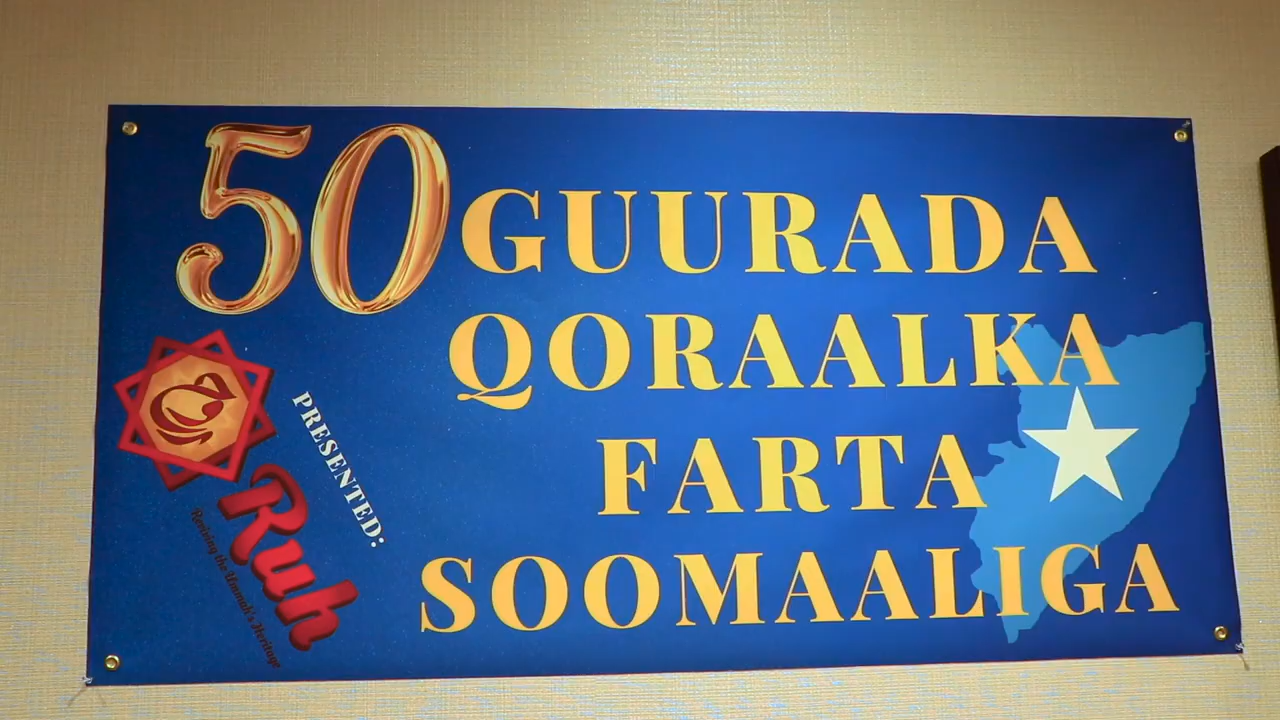 50 GUURADA
QORAALKA
FARTA
SOOMAALIGA
PRESENTED:
Ruh
Reviving the Ummah's Heritage